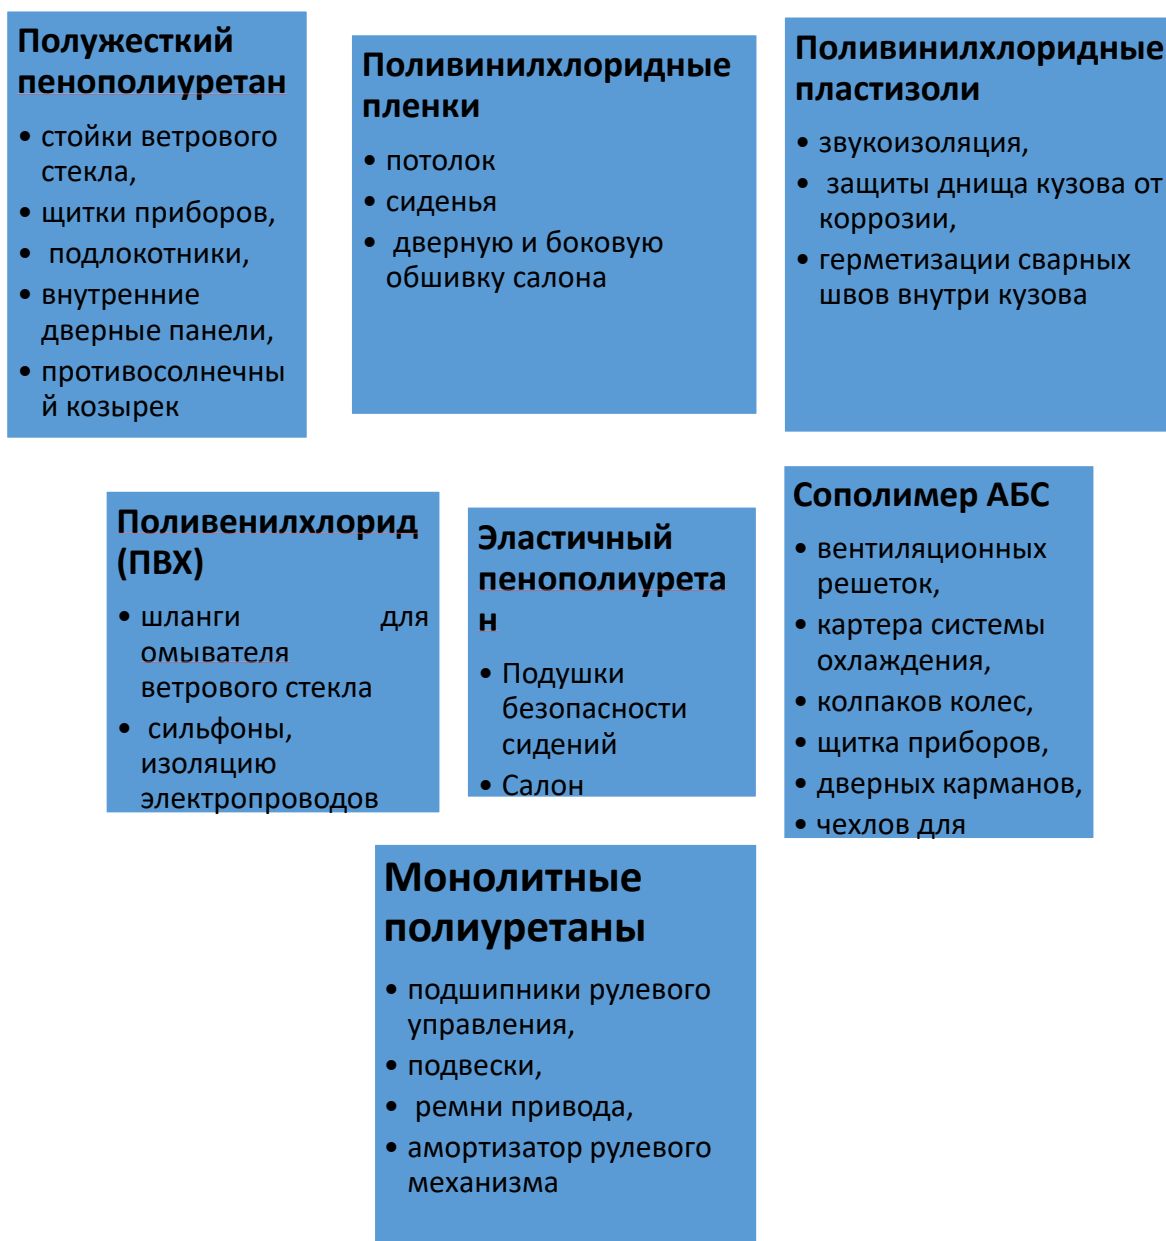 Полужесткий
пенополиуретан
• стойки ветрового
стекла,
• щитки приборов,
• подлокотники,
• внутренние
дверные панели,
• противосолнечны
й козырек
Поливинилхлоридные
пленки
• потолок
• сиденья
• дверную и боковую
обшивку салона
Поливинилхлоридные
пластизоли
• звукоизоляция,
• защиты днища кузова от
коррозии,
• герметизации сварных
швов внутри кузова
Поливенилхлорид
(ПВХ)
• шланги для
омывателя
ветрового стекла
• сильфоны,
изоляцию
электропроводов
Эластичный
пенополиурета
н
• Подушки
безопасности
сидений
• Салон
Сополимер АБС
• вентиляционных
решеток,
• картера системы
охлаждения,
• колпаков колес,
• щитка приборов,
• дверных карманов,
• чехлов для
Монолитные
полиуретаны
• подшипники рулевого
управления,
• подвески,
• ремни привода,
• амортизатор рулевого
механизма